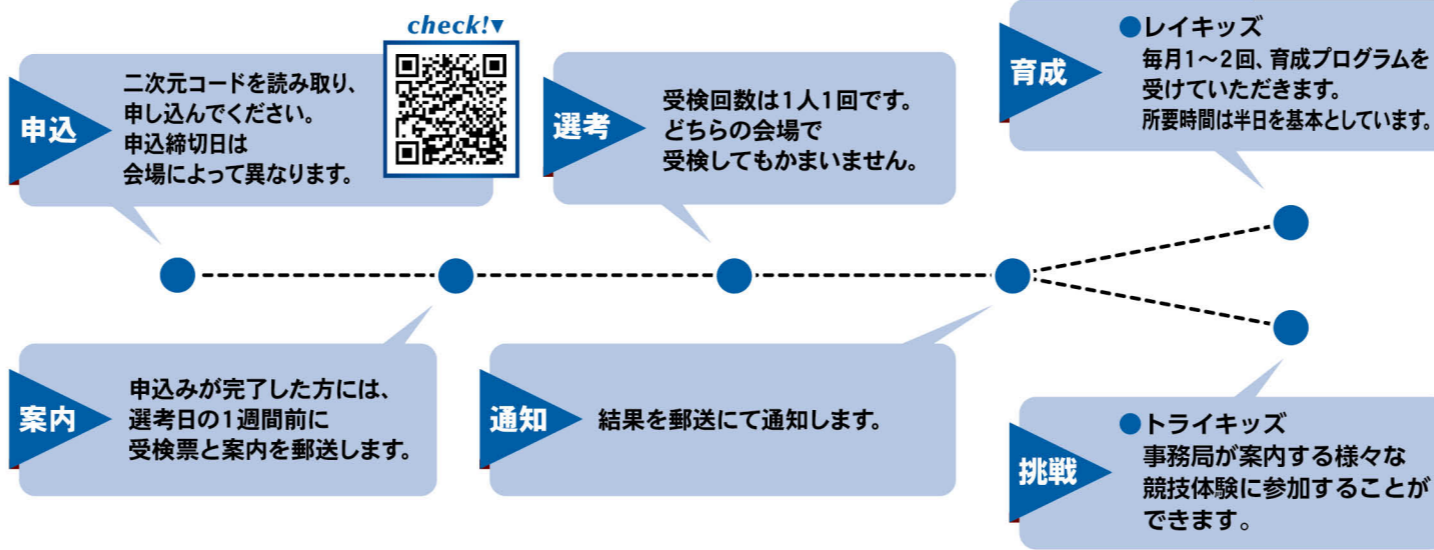 check!▼
申込
二次元コードを読み取り、
申し込んでください。
申込締切日は
会場によって異なります。
案内
申込みが完了した方には、
選考日の1週間前に
受検票と案内を郵送します。
選考
受検回数は1人1回です。
どちらの会場で
受検してもかまいません。
通知
結果を郵送にて通知します。
育成
●レイキッズ
毎月1~2回、育成プログラムを
受けていただきます。
所要時間は半日を基本としています。
挑戦
●トライキッズ
事務局が案内する様々な
競技体験に参加することが
できます。